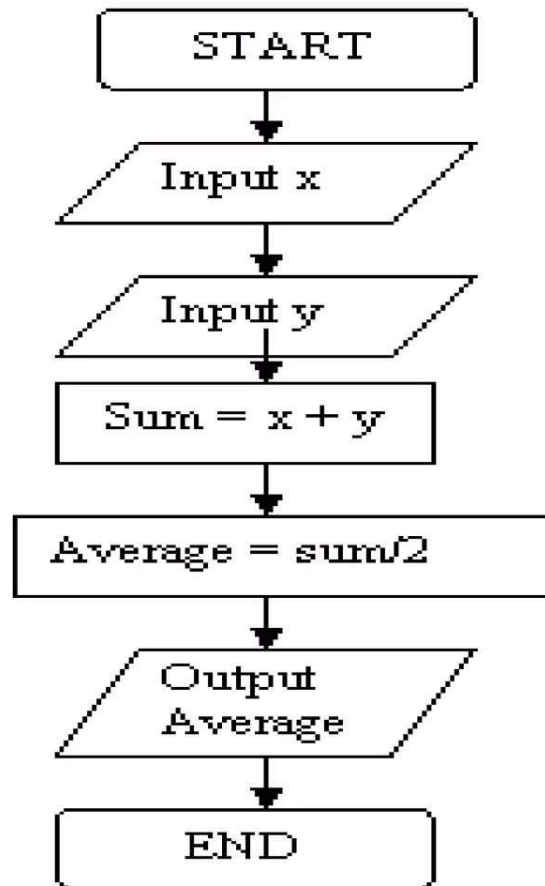 START
Input x
Input y
Sum = x + y
Average = sum/2
Output
Average
END